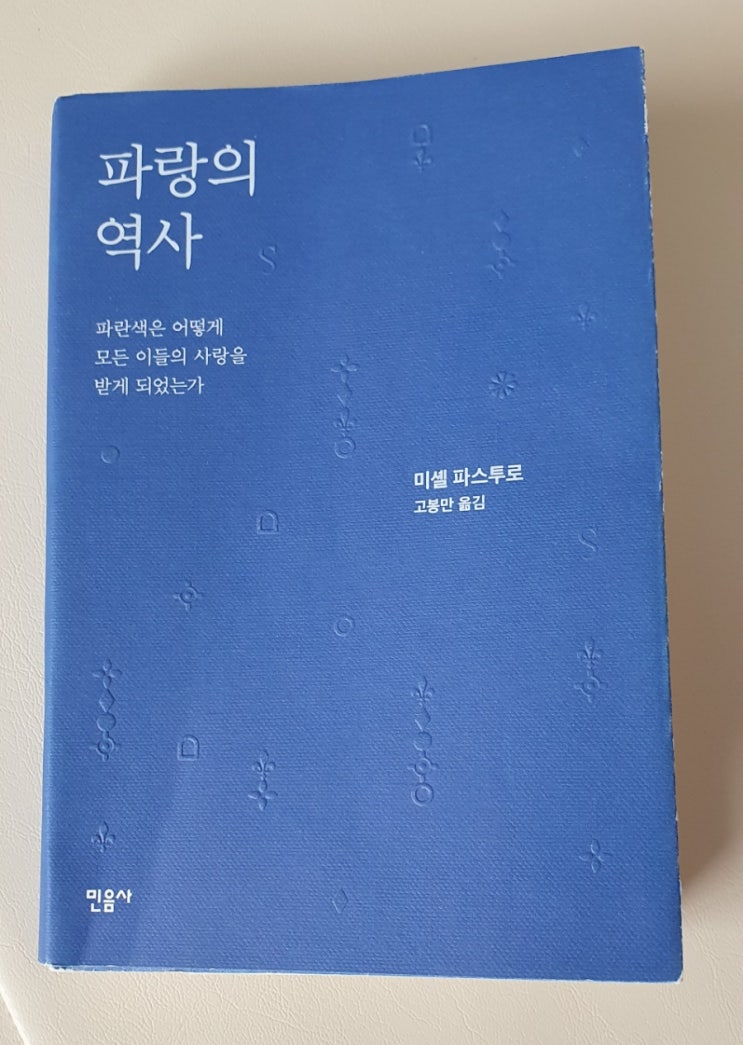 파랑의
역사
파란색은 어떻게
모든 이들의 사랑을
받게 되었는가
미셸 파스투로
고봉만 옮김
민음사